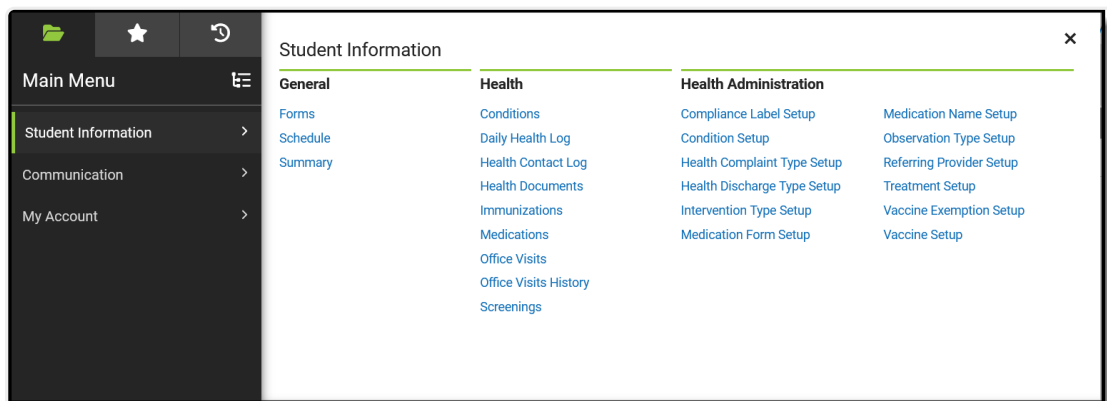 Main Menu
Student Information
Communication
My Account
Student Information
General
Forms
Schedule
Summary
Health
Conditions
Daily Health Log
Health Contact Log
Health Documents
Immunizations
Medications
Office Visits
Office Visits History
Screenings
Health Administration
Compliance Label Setup
Condition Setup
Health Complaint Type Setup
Health Discharge Type Setup
Intervention Type Setup
Medication Form Setup
Medication Name Setup
Observation Type Setup
Referring Provider Setup
Treatment Setup
Vaccine Exemption Setup
Vaccine Setup